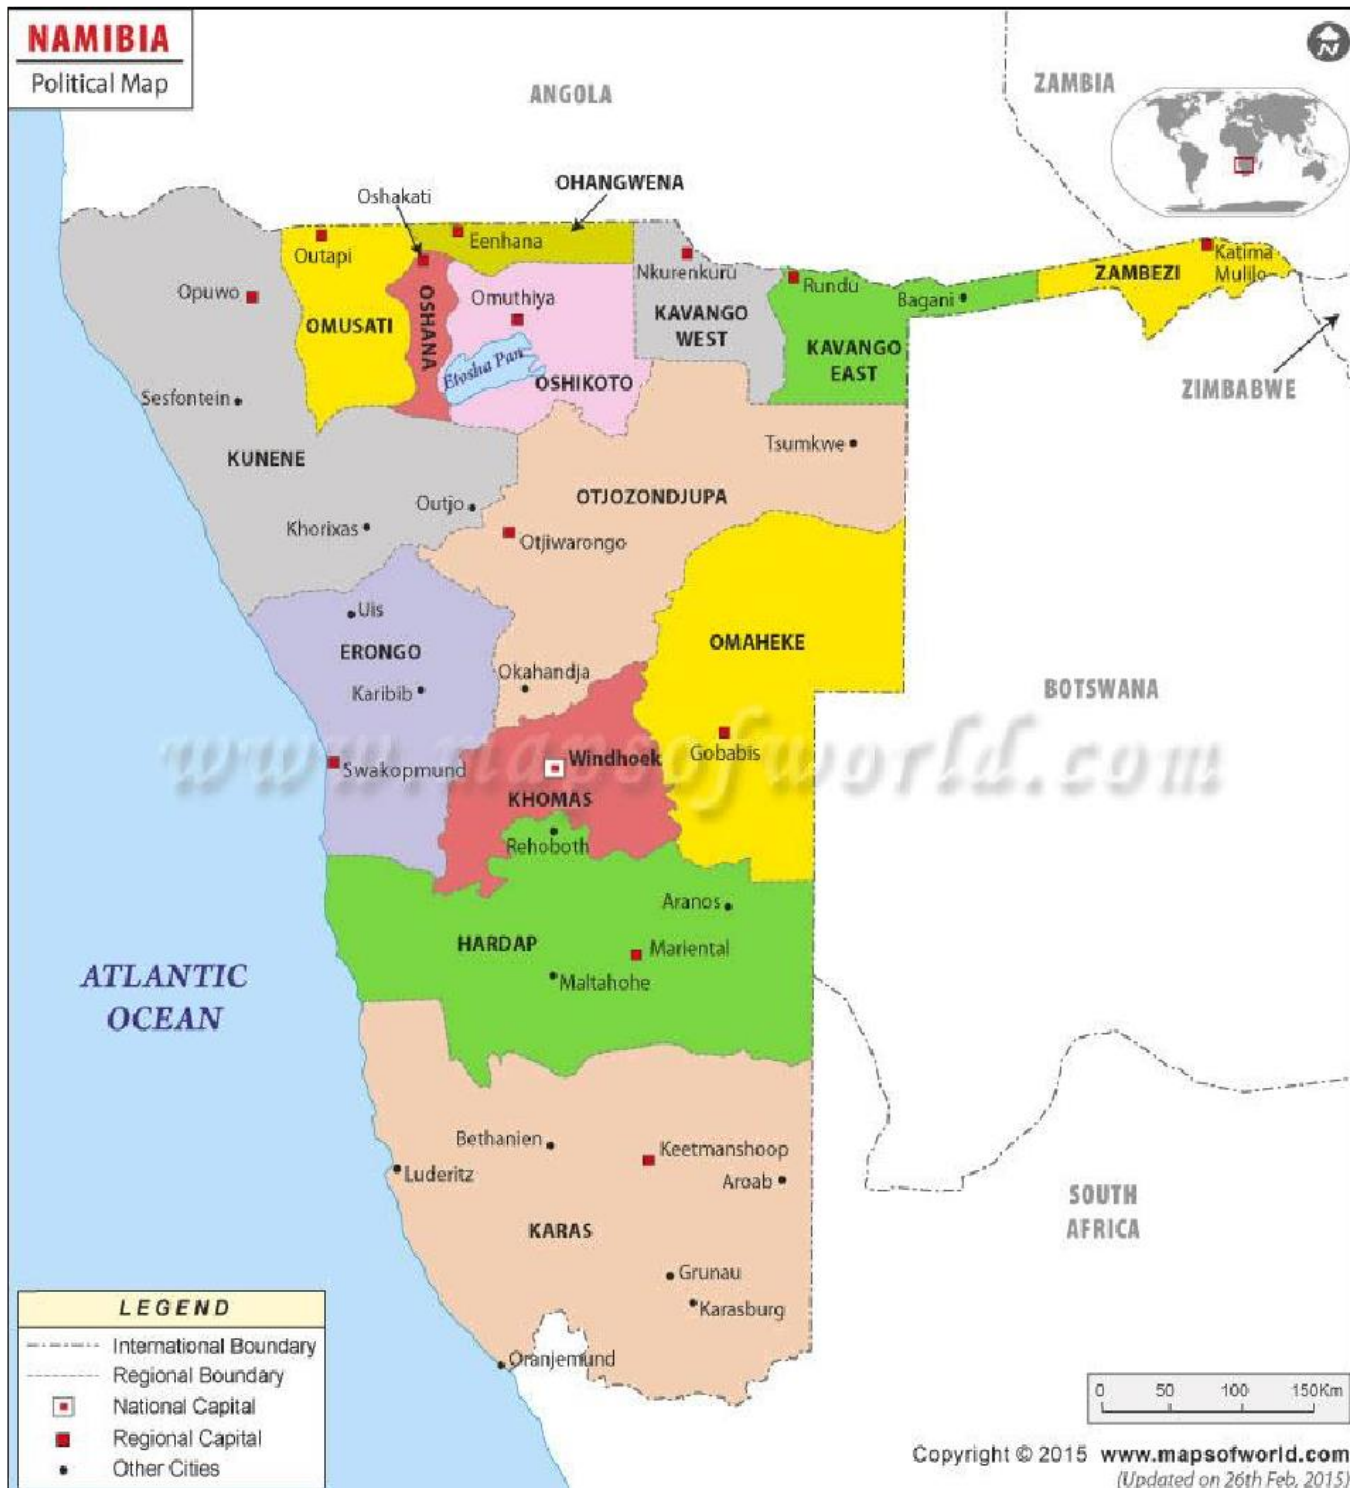 NAMIBIA
Political Map
N
ANGOLA
ZAMBIA
OHANGWENA
Oshakati
Outapi
Eenhana
Nkurenkuru
Katima
Mulilo
ZAMBEZI
Opuwo
Omuthiya
Rundu
Bagani
OMUSATI
OSHANA
KAVANGO
WEST
KAVANGO
EAST
Etosha Pan
OSHIKOTO
ZIMBABWE
Sesfontein
KUNENE
Tsumkwe
OTJOZONDJUPA
Outjo
Khorixas
Otjiwarongo
Uis
ERONGO
OMAHEKE
Karibib
Okahandja
BOTSWANA
www.mapsofworld.com
Swakopmund
Windhoek
Gobabis
KHOMAS
Rehoboth
Aranos
HARDAP
Mariental
Maltahohe
ATLANTIC
OCEAN
Bethanien
Keetmanshoop
Luderitz
Aroab
SOUTH
AFRICA
KARAS
Grunau
Karasburg
Oranjemund
LEGEND
International Boundary
Regional Boundary
National Capital
Regional Capital
Other Cities
0 50 100 150Km
Copyright © 2015 www.mapsofworld.com
(Updated on 26th Feb, 2015)